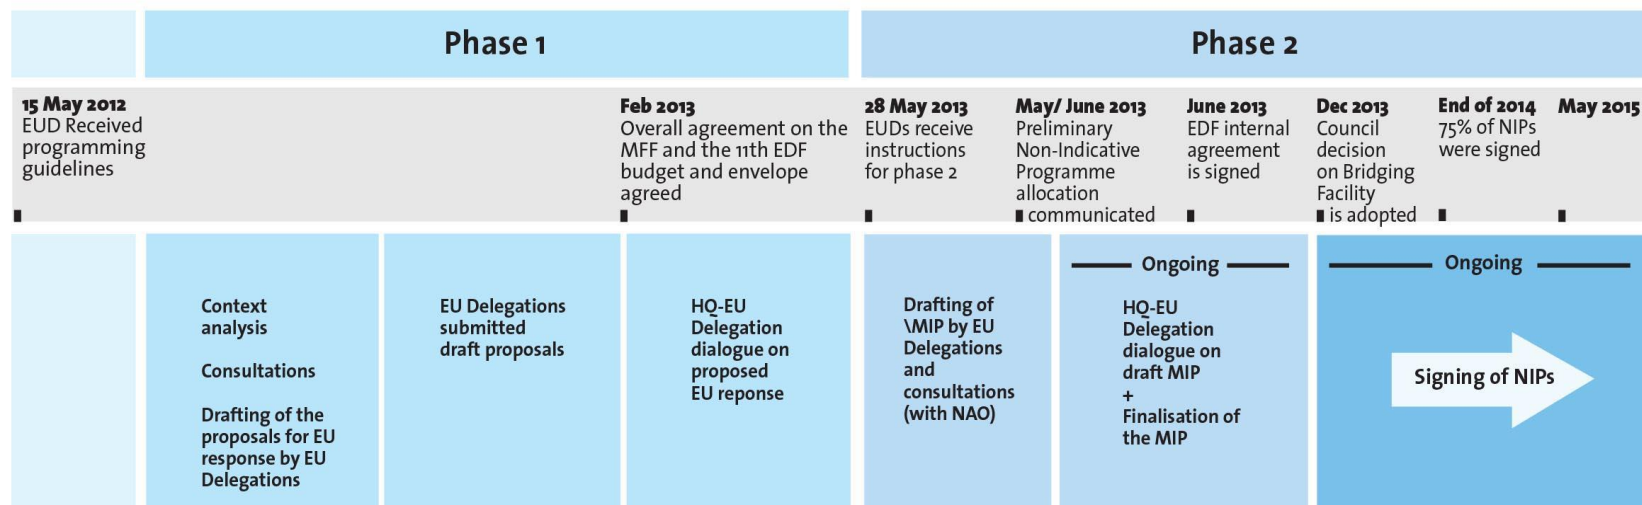 Phase 1
Phase 2
15 May 2012
EUD Received
programming
guidelines
Feb 2013
Overall agreement on the
MFF and the 11th EDF
budget and envelope
agreed
28 May 2013
EUDs receive
instructions
for phase 2
May/ June 2013
Preliminary
Non-Indicative
Programme
allocation
communicated
June 2013
EDF internal
agreement
is signed
Dec 2013
Council
decision
on Bridging
Facility
is adopted
End of 2014
75% of NIPs
were signed
May 2015
Context
analysis
Consultations
Drafting of the
proposals for EU
response by EU
Delegations
EU Delegations
submitted
draft proposals
HQ-EU
Delegation
dialogue on
proposed
EU reponse
Drafting of
\MIP by EU
Delegations
and
consultations
(with NAO)
Ongoing
HQ-EU
Delegation
dialogue on
draft MIP
+
Finalisation of
the MIP
Ongoing
Signing of NIPs